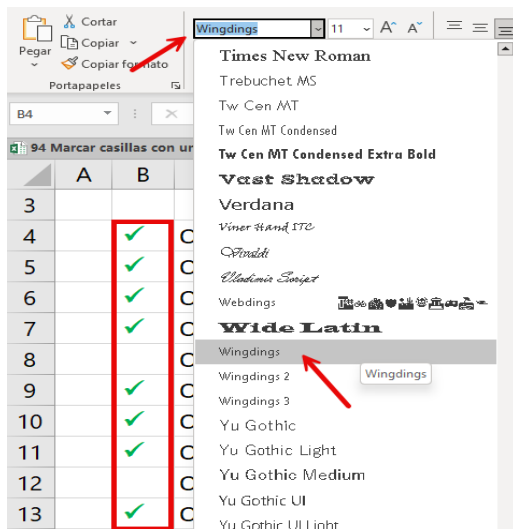 Cortar
Wingdings 11 A^ A˅
Pegar
Copiar
Copiar formato
Portapapeles
B4
94 Marcar casillas con un
A B
3
4 ✓ C
5 ✓ C
6 ✓ C
7 ✓ C
8 C
9 ✓ C
10 ✓ C
11 ✓ C
12 C
13 ✓ C
Times New Roman
Trebuchet MS
Tw Cen MT
Tw Cen MT Condensed
Tw Cen MT Condensed Extra Bold
Vast Shadow
Verdana
Viner Hand ITC
Vivaldi
Vladimir Script
Webdings
Wide Latin
Wingdings
Wingdings
Wingdings 2
Wingdings 3
Yu Gothic
Yu Gothic Light
Yu Gothic Medium
Yu Gothic UI
Yu Gothic UI Light